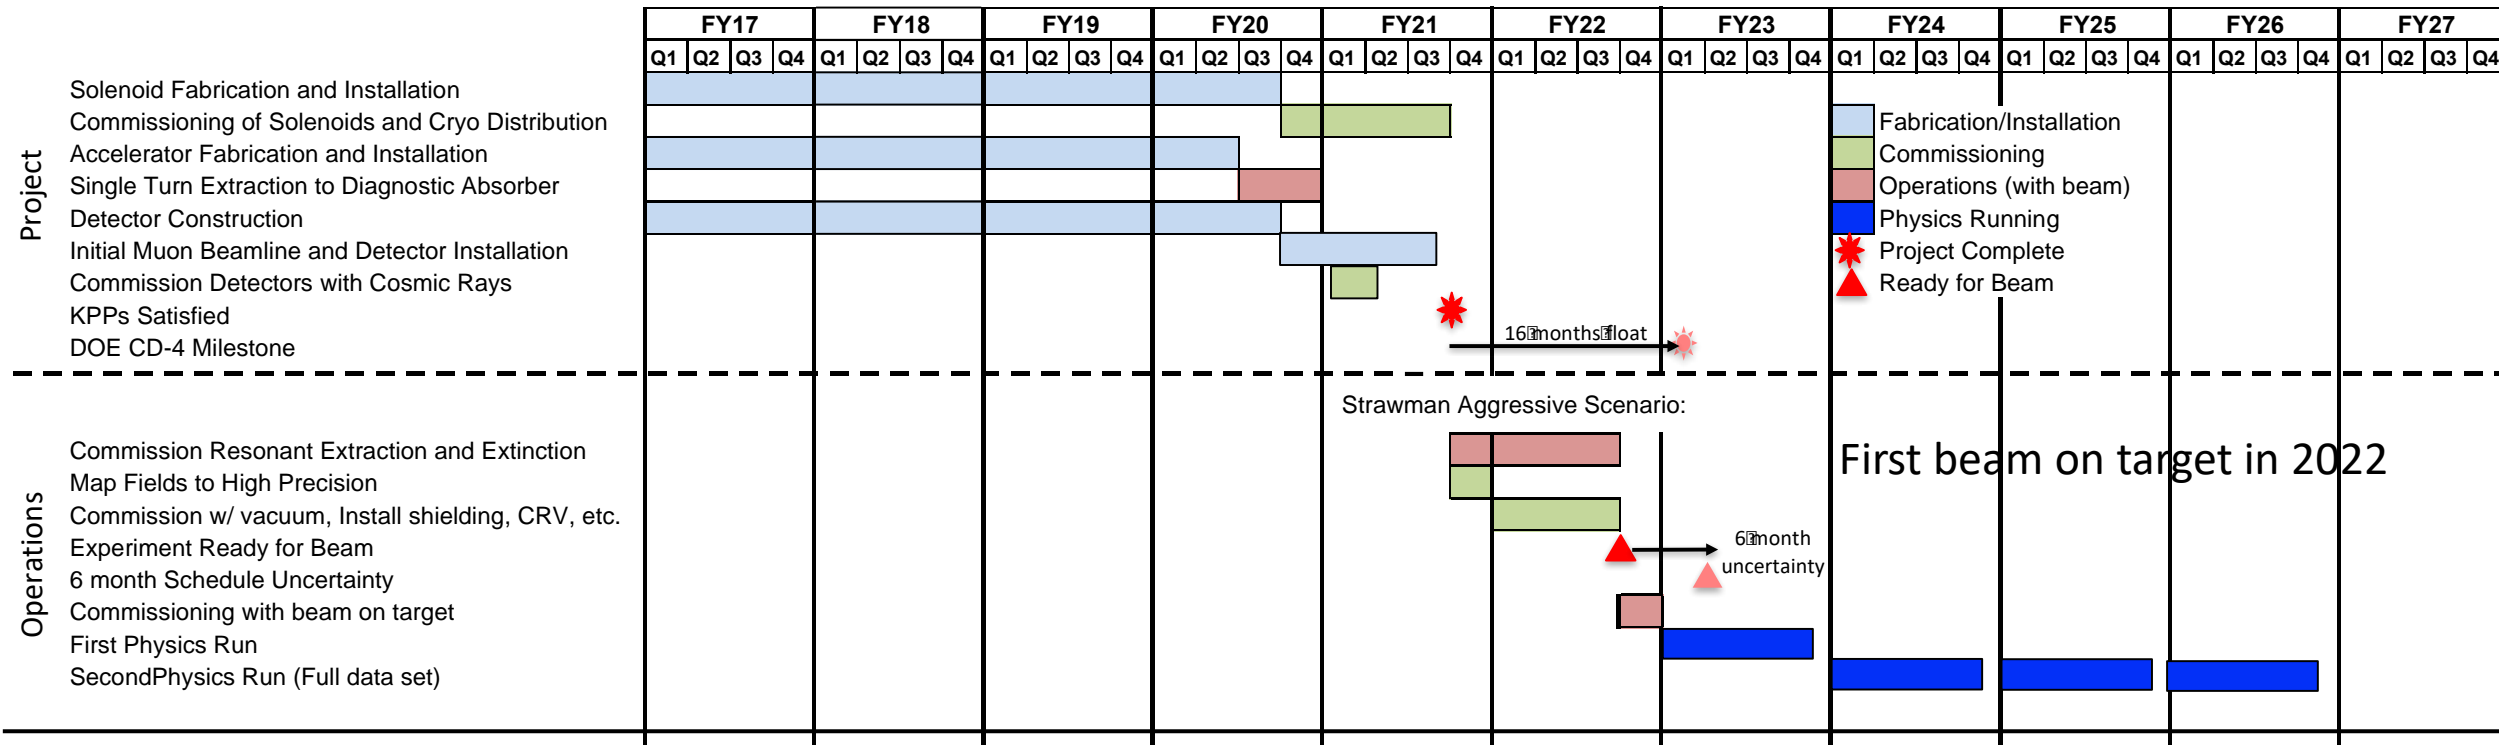 FY17 FY18 FY19 FY20 FY21 FY22 FY23 FY24 FY25 FY26 FY27
Q1 Q2 Q3 Q4 Q1 Q2 Q3 Q4 Q1 Q2 Q3 Q4 Q1 Q2 Q3 Q4 Q1 Q2 Q3 Q4 Q1 Q2 Q3 Q4 Q1 Q2 Q3 Q4 Q1 Q2 Q3 Q4 Q1 Q2 Q3 Q4 Q1 Q2 Q3 Q4 Q1 Q2 Q3 Q4
Project
Solenoid Fabrication and Installation
Commissioning of Solenoids and Cryo Distribution
Accelerator Fabrication and Installation
Single Turn Extraction to Diagnostic Absorber
Detector Construction
Initial Muon Beamline and Detector Installation
Commission Detectors with Cosmic Rays
KPPs Satisfied
DOE CD-4 Milestone
Fabrication/Installation
Commissioning
Operations (with beam)
Physics Running
Project Complete
Ready for Beam
16 months float
Strawman Aggressive Scenario:
Operations
Commission Resonant Extraction and Extinction
Map Fields to High Precision
Commission w/ vacuum, Install shielding, CRV, etc.
Experiment Ready for Beam
6 month Schedule Uncertainty
Commissioning with beam on target
First Physics Run
SecondPhysics Run (Full data set)
First beam on target in 2022
6 month
uncertainty